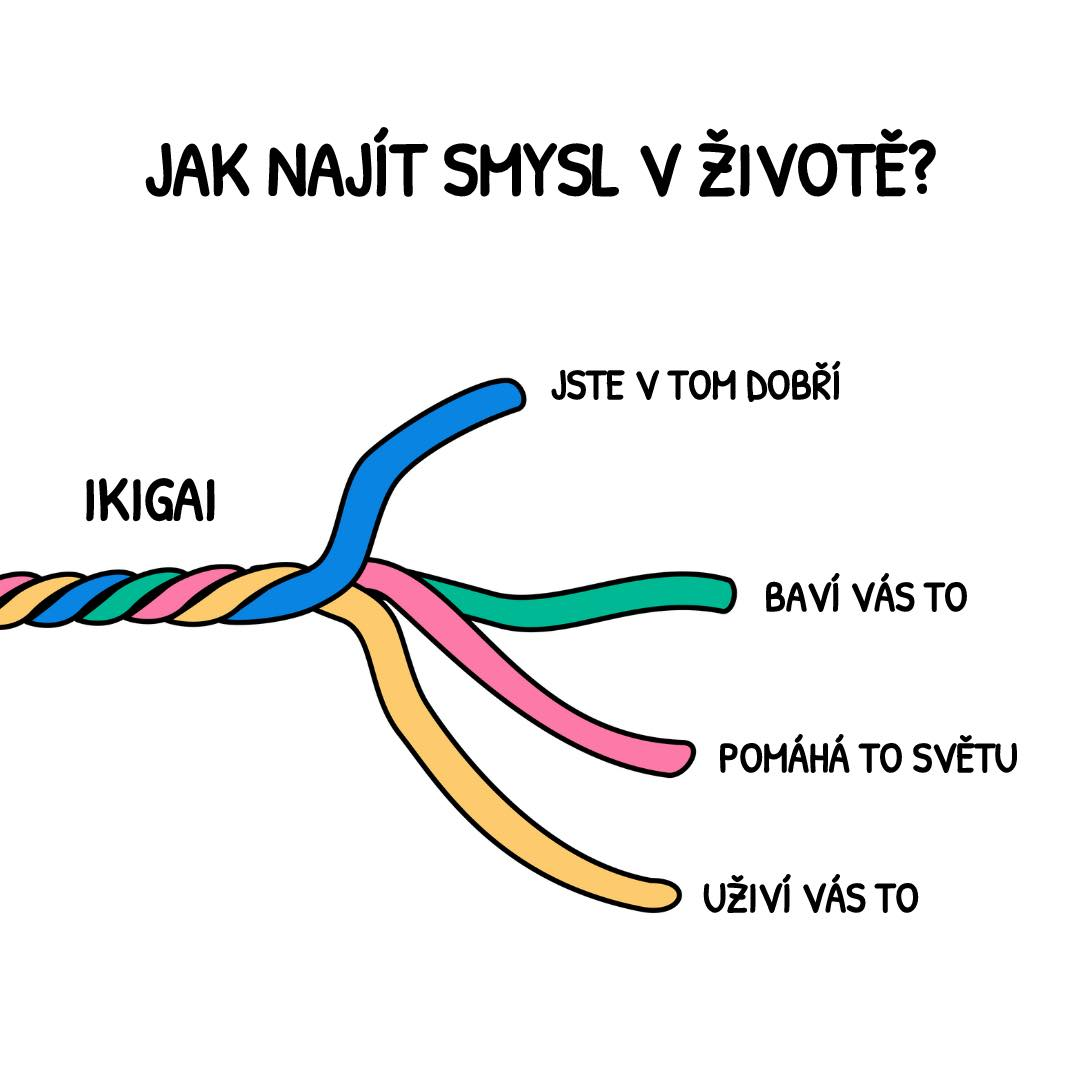 JAK NAJÍT SMYSL V ŽIVOTĚ?
JSTE V TOM DOBŘÍ
IKIGAI
BAVÍ VÁS TO
POMÁHÁ TO SVĚTU
UŽIVÍ VÁS TO